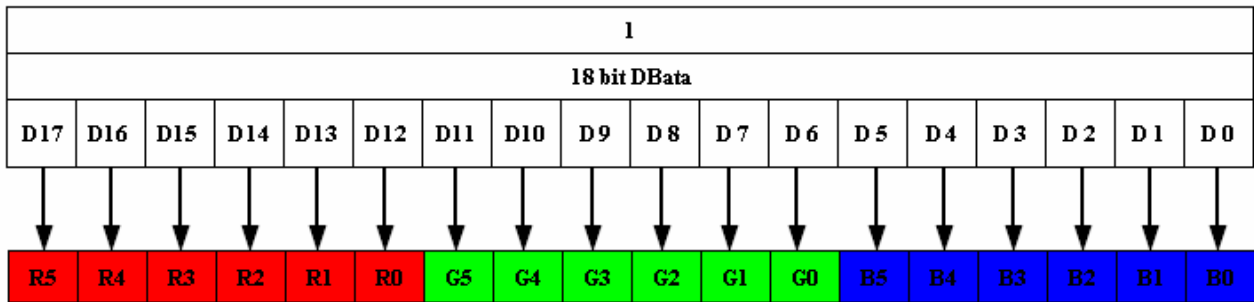 1
18 bit DBata
D17 D16 D15 D14 D13 D12 D11 D10 D9 D 8 D 7 D 6 D 5 D 4 D 3 D 2 D 1 D 0
R5 R4 R3 R2 R1 R0 G5 G4 G3 G2 G1 G0 B5 B4 B3 B2 B1 B0